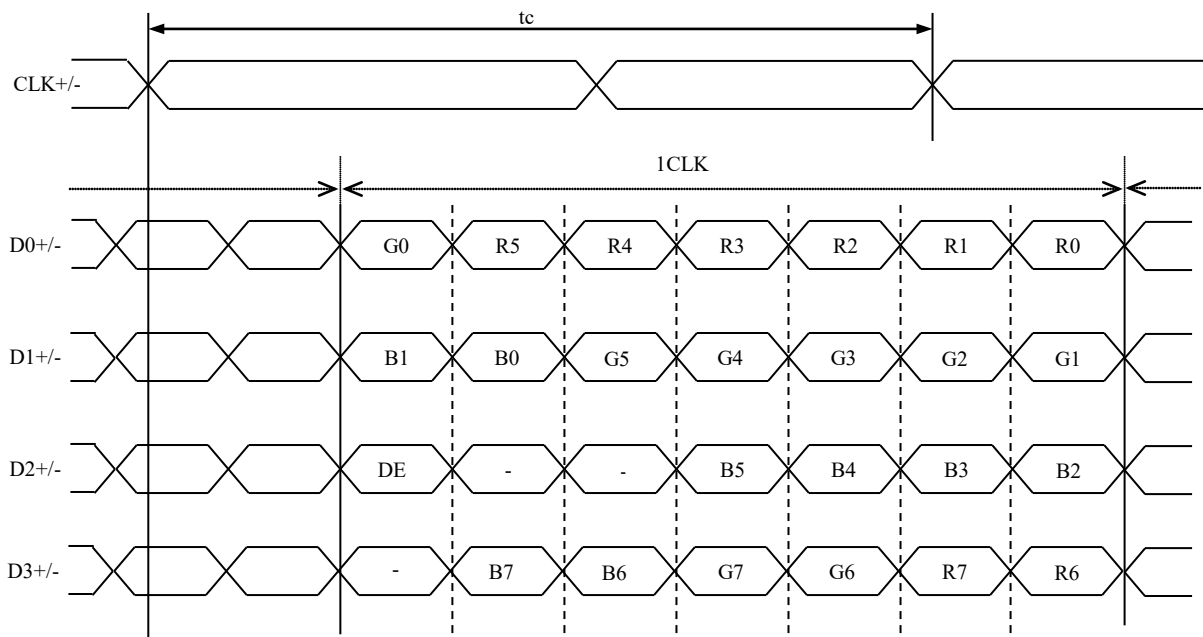 tc
CLK+/-
1CLK
D0+/- G0 R5 R4 R3 R2 R1 R0
D1+/- B1 B0 G5 G4 G3 G2 G1
D2+/- DE - - B5 B4 B3 B2
D3+/- - B7 B6 G7 G6 R7 R6